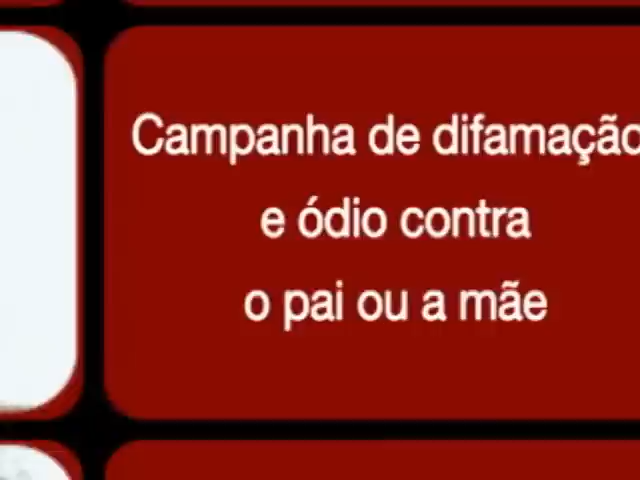 Campanha de difamação
e ódio contra
o pai ou a mãe